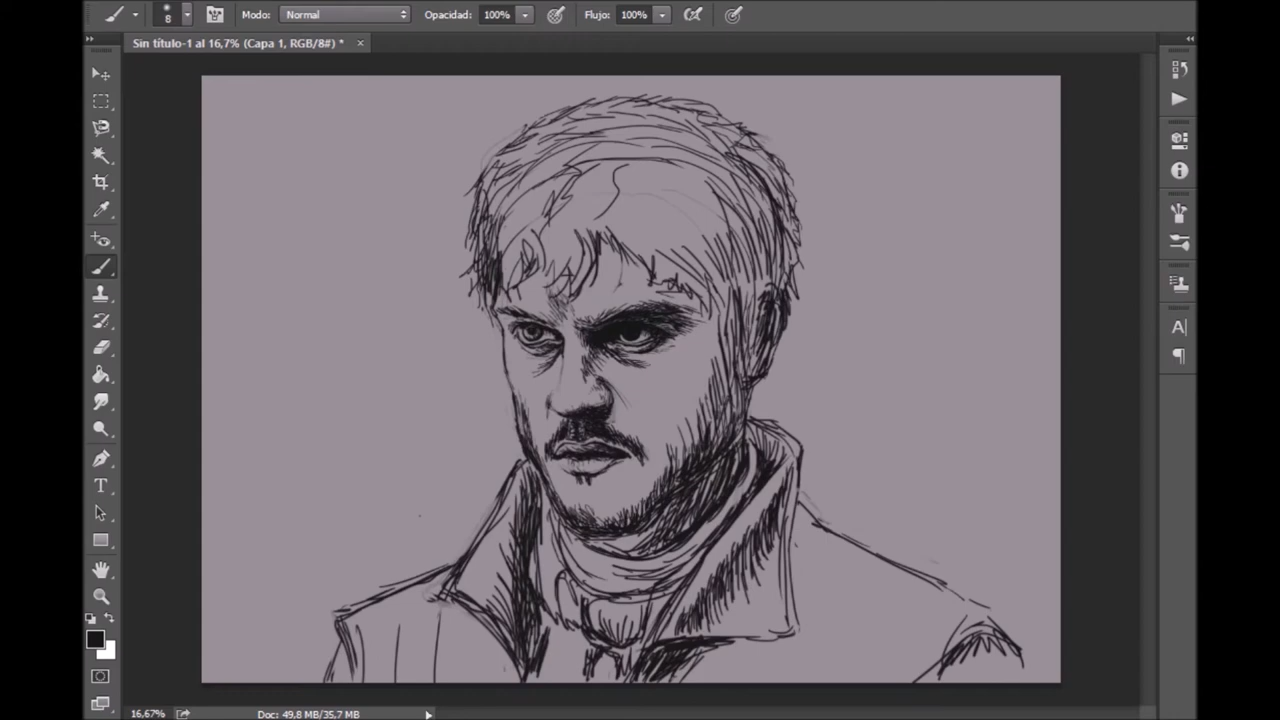 8 Modo: Normal Opacidad: 100% Flujo: 100%
Sin título-1 al 16,7% (Capa 1, RGB/8#) * ×
T
A
¶
16,67% Doc: 49,8 MB/35,7 MB